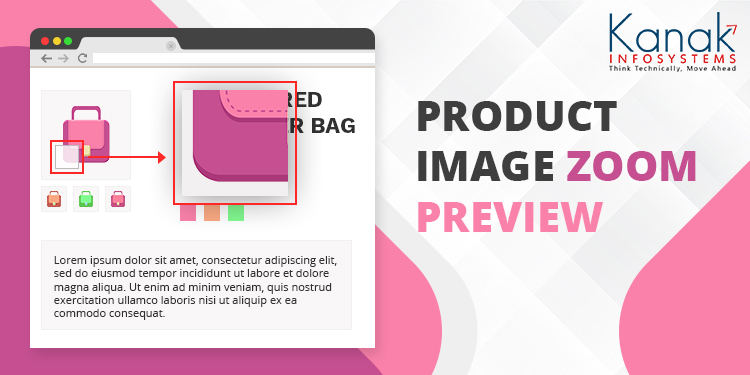 Kanak
INFOSYSTEMS
Think Technically, Move Ahead
RED
R BAG
PRODUCT
IMAGE ZOOM
PREVIEW
Lorem ipsum dolor sit amet, consectetur adipiscing elit,
sed do eiusmod tempor incididunt ut labore et dolore
magna aliqua. Ut enim ad minim veniam, quis nostrud
exercitation ullamco laboris nisi ut aliquip ex ea
commodo consequat.